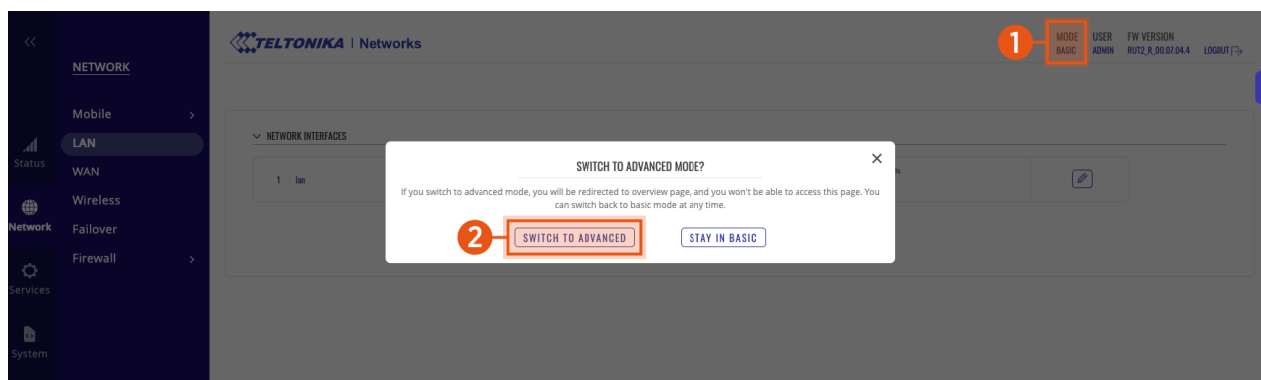 TELTONIKA | Networks
1
MODE USER FW VERSION
BASIC ADMIN RUT2_R_00.07.04.4 LOGOUT
NETWORK
Mobile
LAN
WAN
Wireless
Failover
Firewall
Status
Network
Services
System
NETWORK INTERFACES
1 lan
SWITCH TO ADVANCED MODE?
If you switch to advanced mode, you will be redirected to overview page, and you won't be able to access this page. You
can switch back to basic mode at any time.
2
SWITCH TO ADVANCED STAY IN BASIC